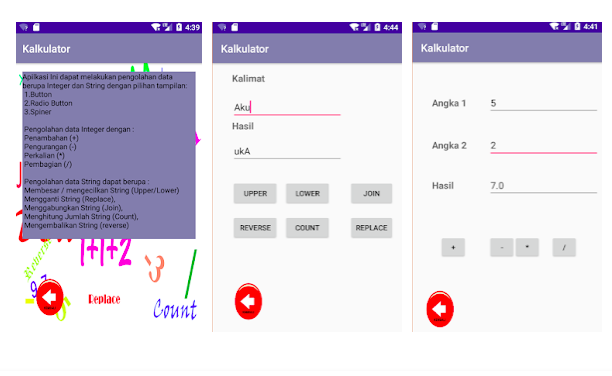 4:39
Kalkulator
Aplikasi Ini dapat melakukan pengolahan data
berupa Integer dan String dengan pilihan tampilan:
1.Button
2.Radio Button
3.Spiner
Pengolahan data Integer dengan :
Penambahan (+)
Pengurangan (-)
Perkalian (*)
Pembagian (/)
Pengolahan data String dapat berupa :
Membesar / mengecilkan String (Upper/Lower)
Mengganti String (Replace),
Menggabungkan String (Join),
Menghitung Jumlah String (Count),
Mengembalikan String (reverse)
1+1+2
Replace
Count
4:44
Kalkulator
Kalimat
Aku
Hasil
ukA
UPPER LOWER JOIN
REVERSE COUNT REPLACE
4:41
Kalkulator
Angka 1 5
Angka 2 2
Hasil 7.0
+ - * /